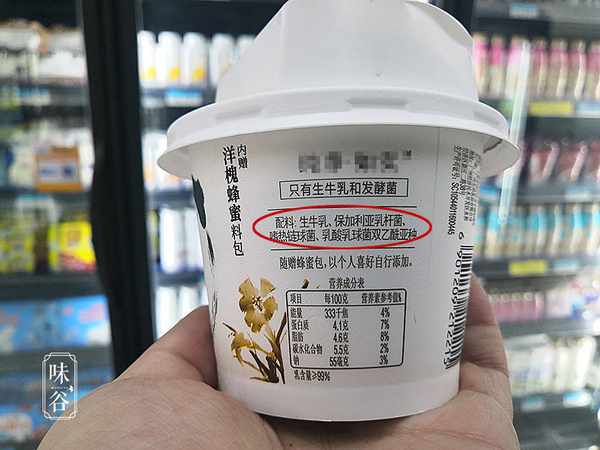 内赠
洋槐蜂蜜料包
只有生牛乳和发酵菌
配料: 生牛乳、保加利亚乳杆菌、
嗜热链球菌、乳酸乳球菌双乙酰亚种
随赠蜂蜜包，以个人喜好自行添加。
营养成分表
项目 每100克 营养素参考值%
能量 333千焦 4%
蛋白质 4.1克 7%
脂肪 4.6克 8%
碳水化合物 5.5克 2%
钠 55毫克 3%
乳含量≥99%
SC10544011600446
味谷